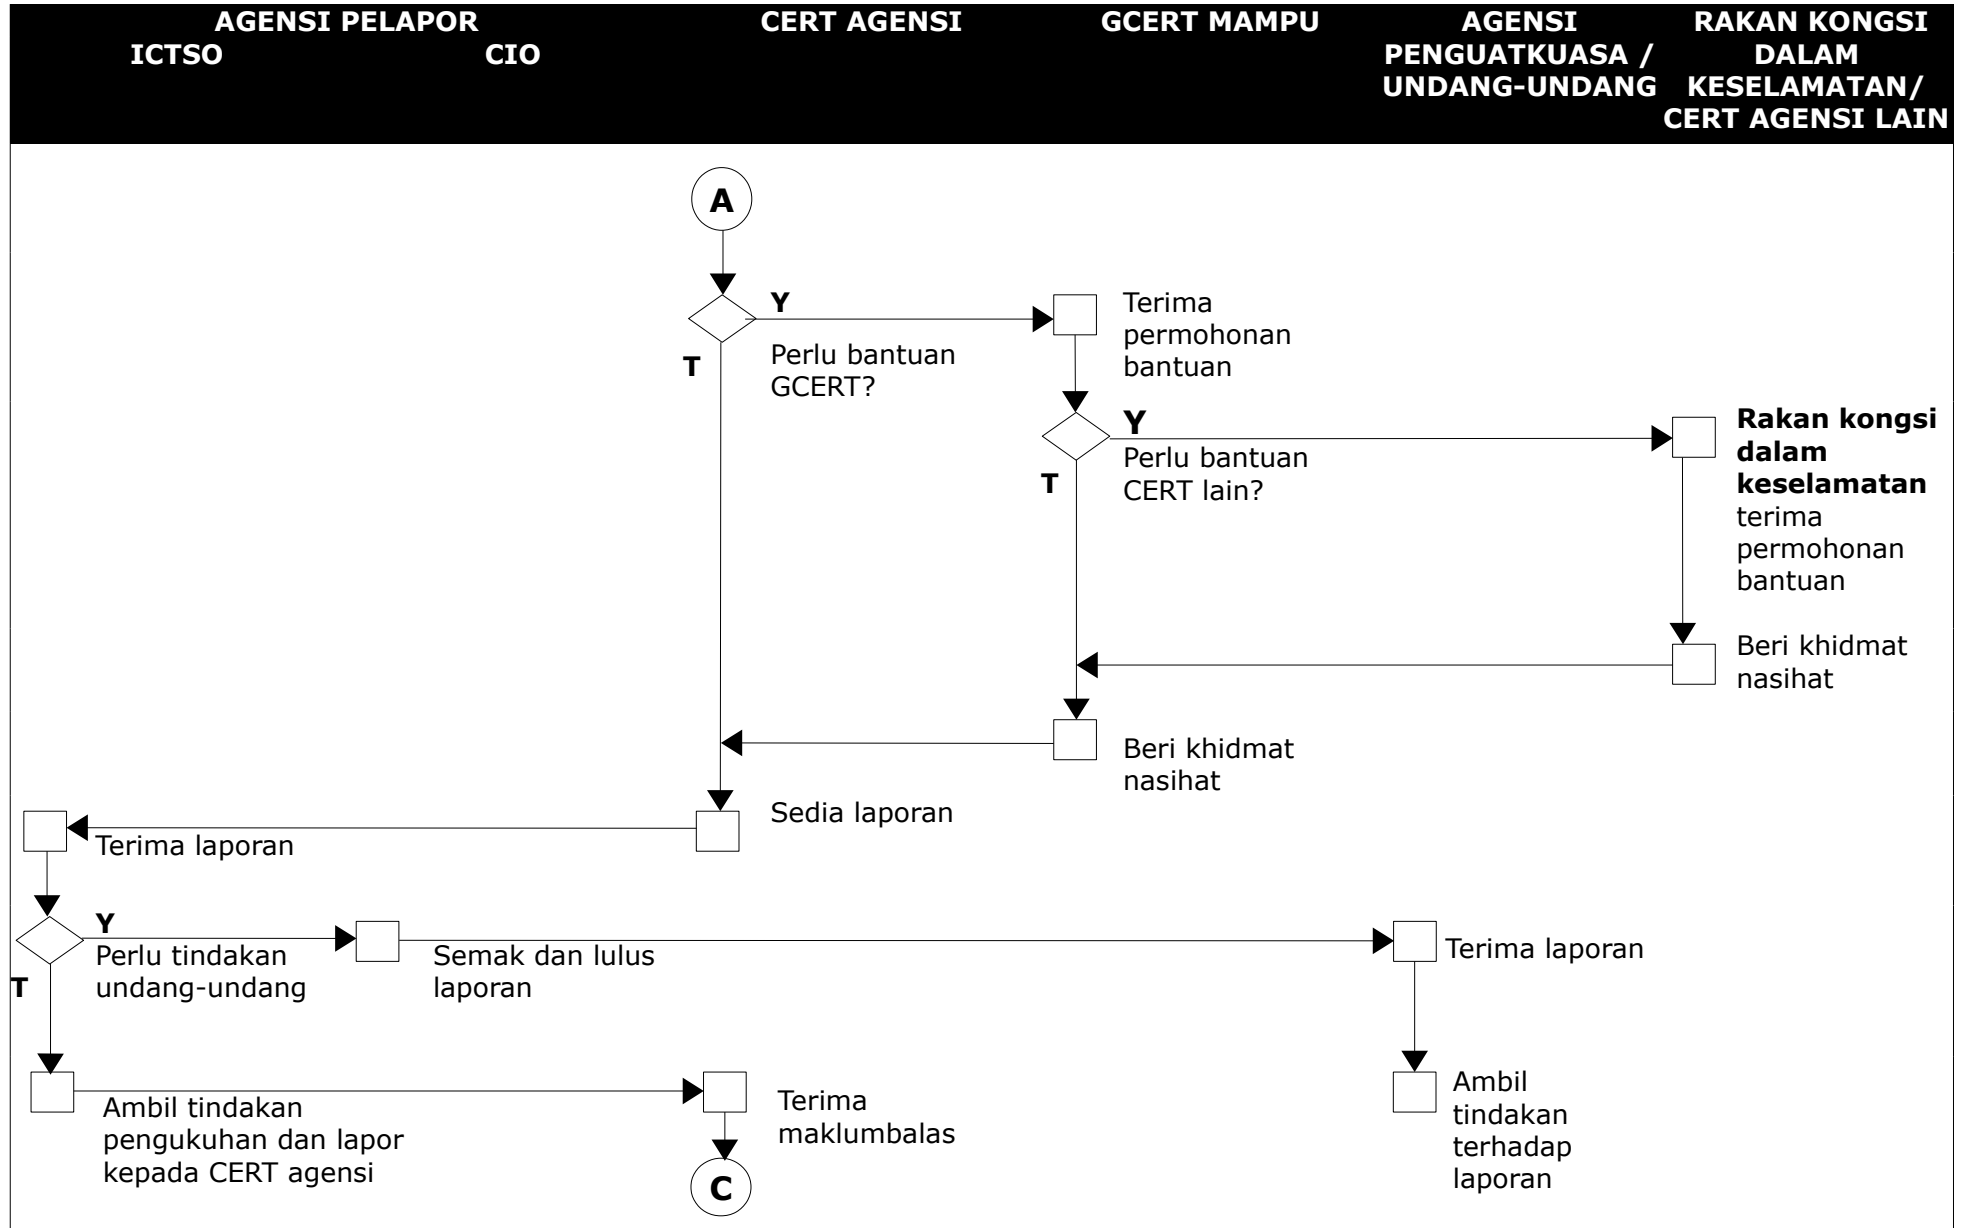 AGENSI PELAPOR
ICTSO CIO
CERT AGENSI
GCERT MAMPU
AGENSI
PENGUATKUASA /
UNDANG-UNDANG
RAKAN KONGSI
DALAM
KESELAMATAN/
CERT AGENSI LAIN
A
Y
Perlu bantuan
GCERT?
T
Terima
permohonan
bantuan
Y
Perlu bantuan
CERT lain?
T
Rakan kongsi
dalam
keselamatan
terima
permohonan
bantuan
Beri khidmat
nasihat
Beri khidmat
nasihat
Sedia laporan
Terima laporan
Y
Perlu tindakan
undang-undang
T
Semak dan lulus
laporan
Terima laporan
Ambil tindakan
pengukuhan dan lapor
kepada CERT agensi
Terima
maklumbalas
Ambil
tindakan
terhadap
laporan
C